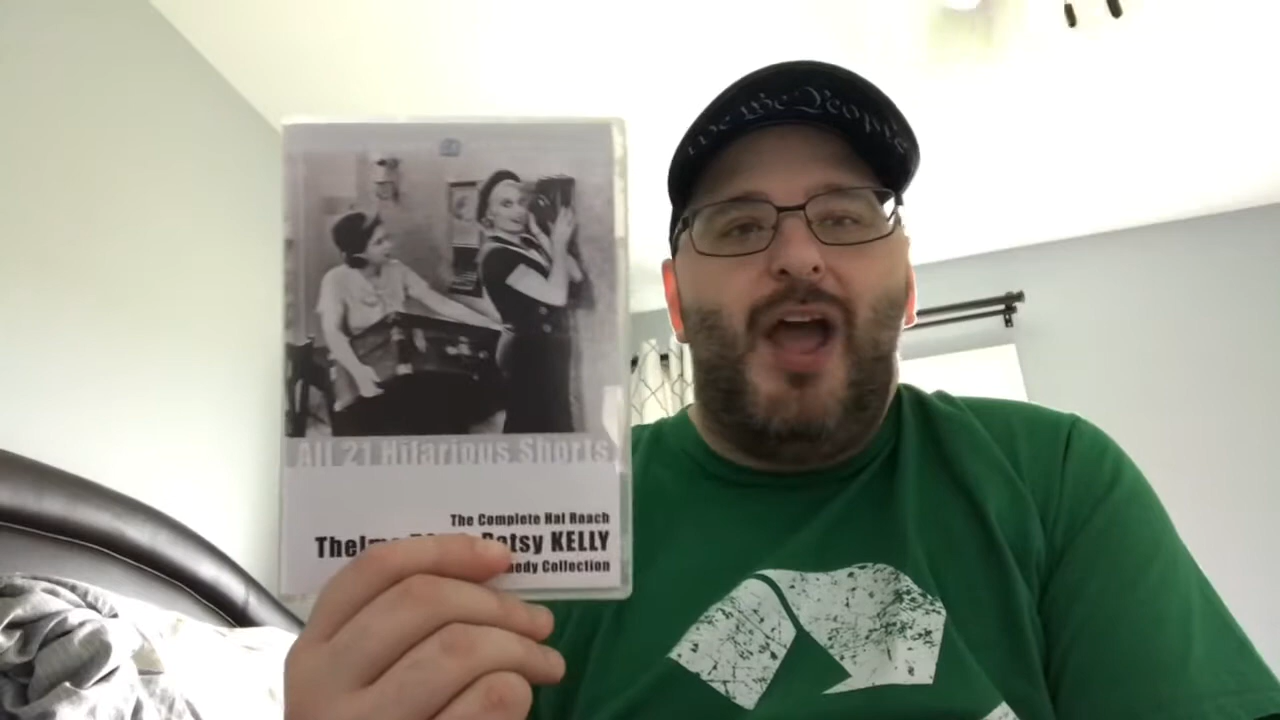 We The People
All 21 Hilarious Shorts
The Complete Hal Roach
Betsy KELLY
Collection